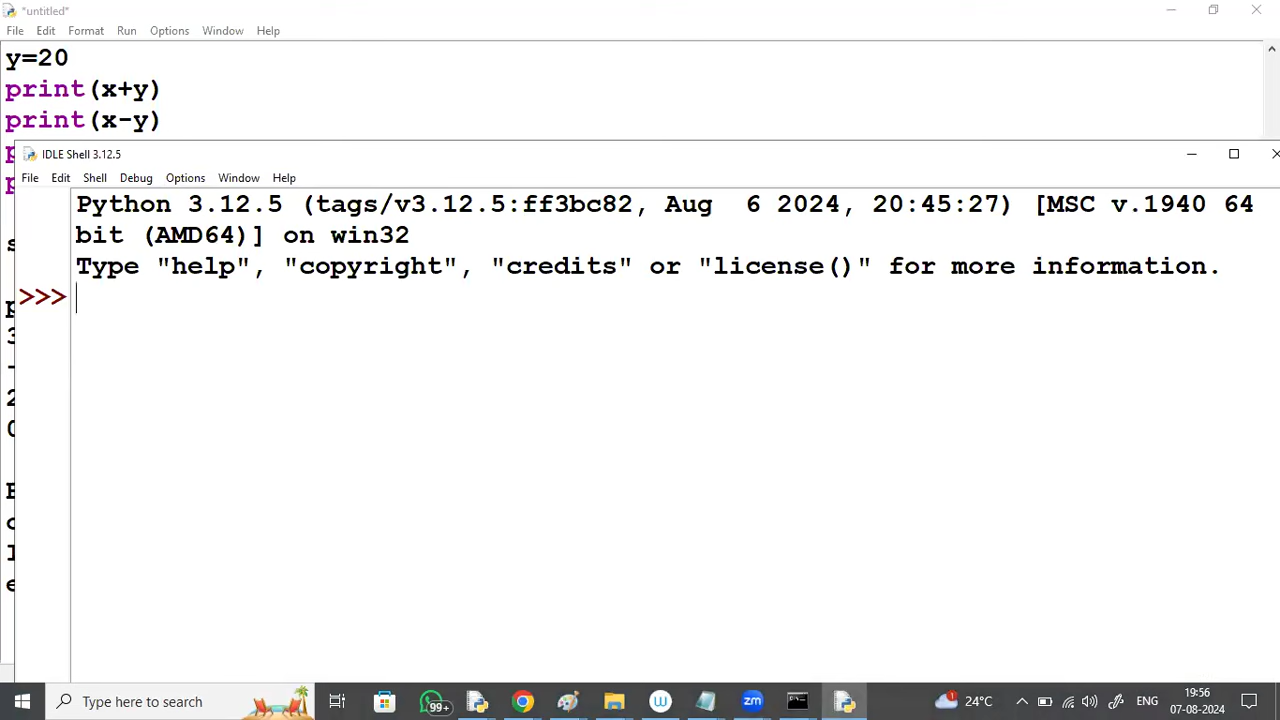 *untitled*
File Edit Format Run Options Window Help
y=20
print(x+y)
print(x-y)
IDLE Shell 3.12.5
File Edit Shell Debug Options Window Help
Python 3.12.5 (tags/v3.12.5:ff3bc82, Aug  6 2024, 20:45:27) [MSC v.1940 64
bit (AMD64)] on win32
Type "help", "copyright", "credits" or "license()" for more information.
>>>
Type here to search
99+
W
zm
1
24°C
ENG
19:56
07-08-2024